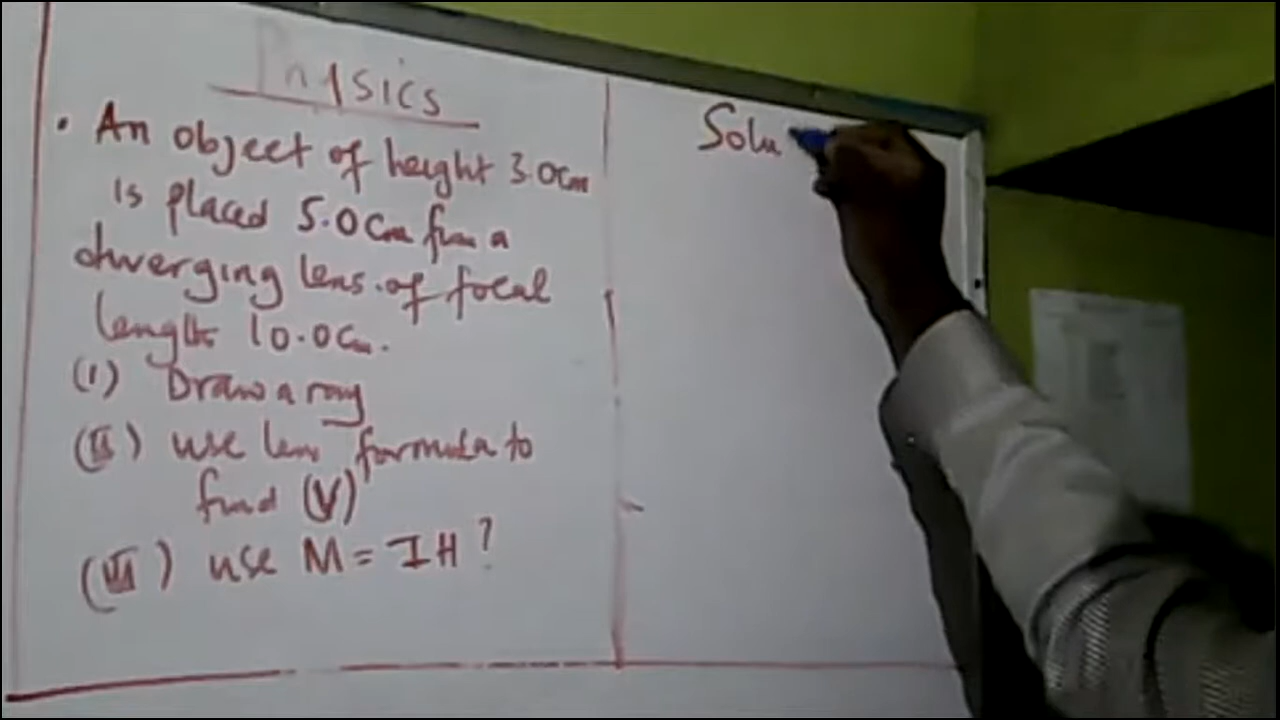 Physics
• An object of height 3.0cm
is placed 5.0cm from a
diverging lens. of focal
length 10.0cm.
(I) Draw a ray
(II) use lens formula to
find (V)
(III) use M = IH ?
Solu